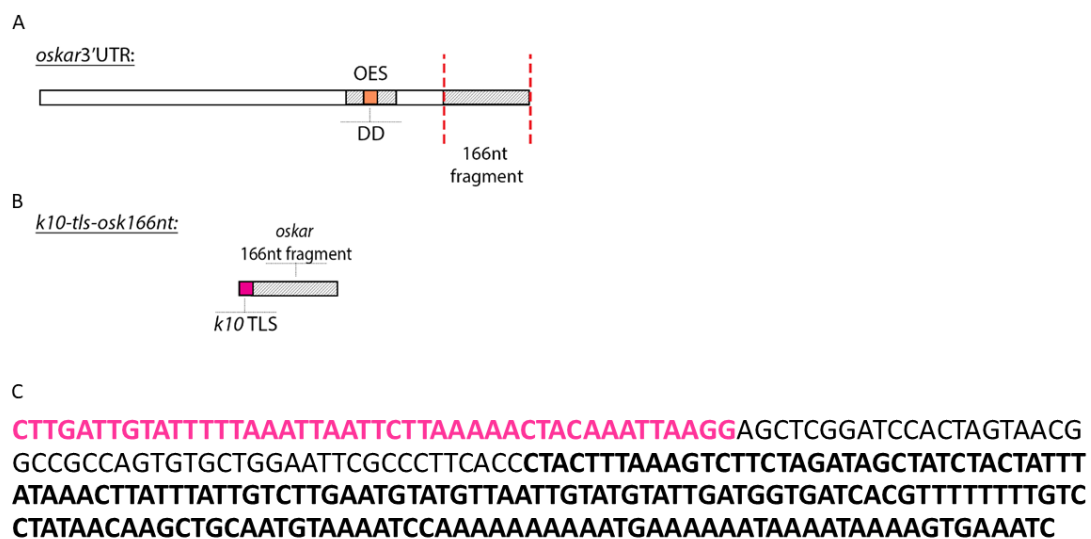 A
oskar3'UTR:
OES
DD
166nt
fragment
B
k10-tls-osk166nt:
oskar
166nt fragment
k10 TLS
C
CTTGATTGTATTTTTAAATTAATTCTTAAAAACTACAAATTAAGGAGCTCGGATCCACTAGTAACG
GCCGCCAGTGTGCTGGAATTCGCCCTTCACCCTACTTTAAAGTCTTCTAGATAGCTATCTACTATTT
ATAAACTTATTTATTGTCTTGAATGTATGTTAATTGTATGTATTGATGGTGATCACGTTTTTTTTGTC
CTATAACAAGCTGCAATGTAAAATCCAAAAAAAAAATGAAAAAATAAAATAAAAGTGAAATC